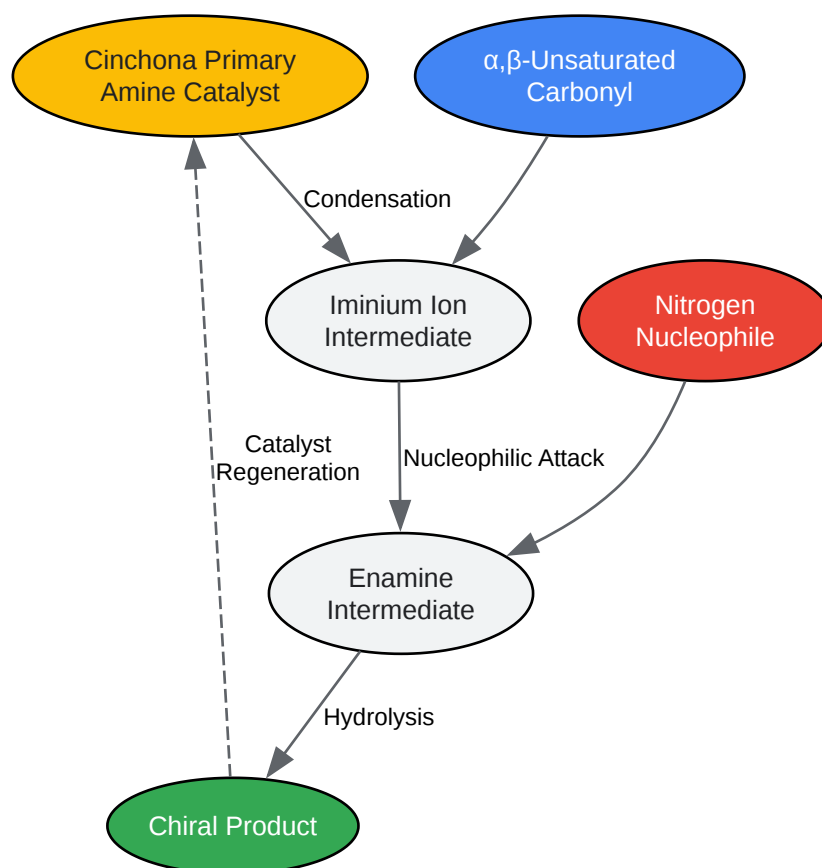 Cinchona Primary
Amine Catalyst
α,β-Unsaturated
Carbonyl
Condensation
Iminium Ion
Intermediate
Nitrogen
Nucleophile
Catalyst
Regeneration
Nucleophilic Attack
Enamine
Intermediate
Hydrolysis
Chiral Product